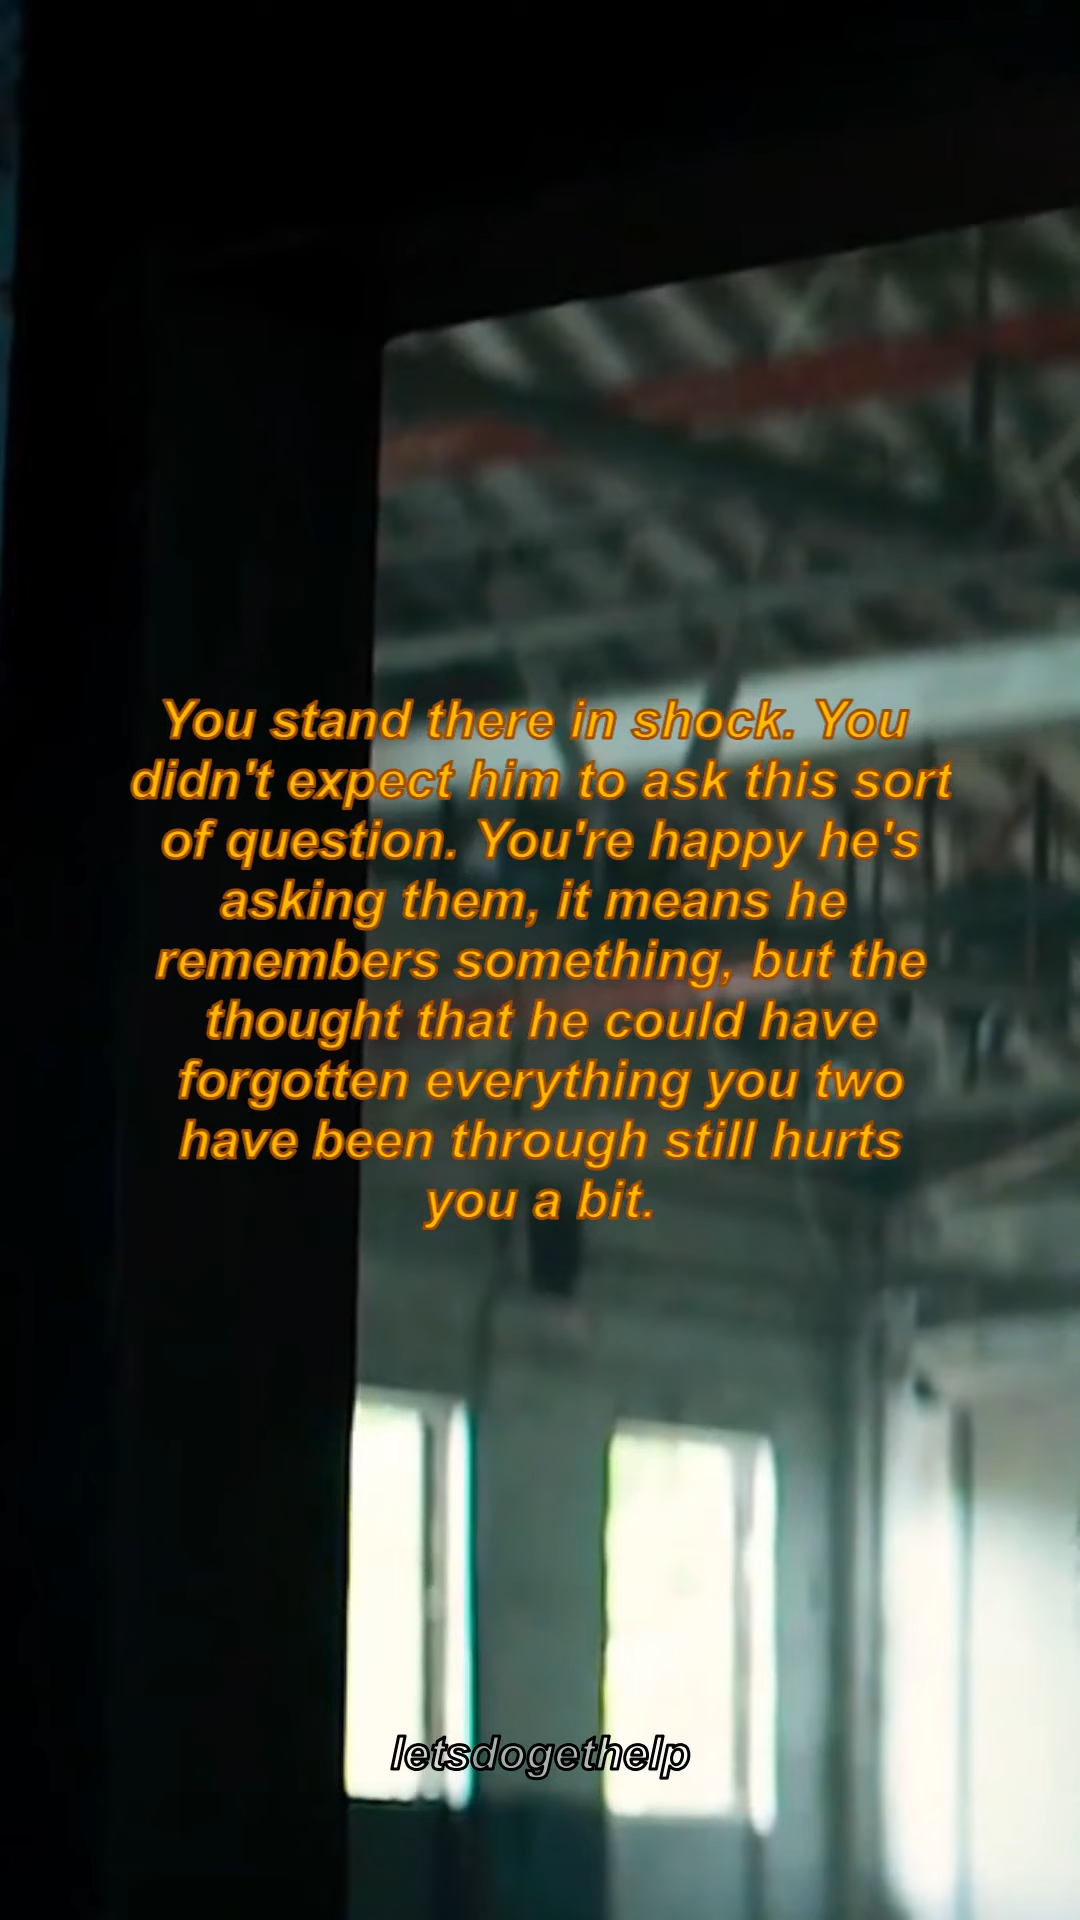 You stand there in shock. You
didn't expect him to ask this sort
of question. You're happy he's
asking them, it means he
remembers something, but the
thought that he could have
forgotten everything you two
have been through still hurts
you a bit.
letsdogethelp